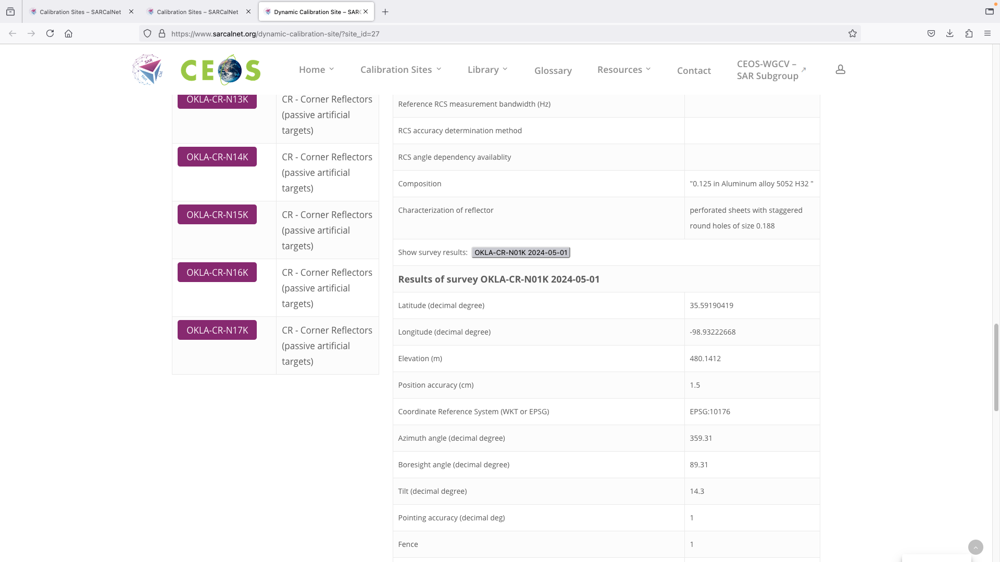 Calibration Sites – SARCalNet
Calibration Sites – SARCalNet
Dynamic Calibration Site – SARC
https://www.sarcalnet.org/dynamic-calibration-site/?site_id=27
SAR
Net
Cal
CEOS
Home
Calibration Sites
Library
Glossary
Resources
Contact
CEOS-WGCV –
SAR Subgroup
OKLA-CR-N13K
CR - Corner Reflectors
(passive artificial
targets)
OKLA-CR-N14K
CR - Corner Reflectors
(passive artificial
targets)
OKLA-CR-N15K
CR - Corner Reflectors
(passive artificial
targets)
OKLA-CR-N16K
CR - Corner Reflectors
(passive artificial
targets)
OKLA-CR-N17K
CR - Corner Reflectors
(passive artificial
targets)
Reference RCS measurement bandwidth (Hz)
RCS accuracy determination method
RCS angle dependency availablity
Composition "0.125 in Aluminum alloy 5052 H32 "
Characterization of reflector perforated sheets with staggered
round holes of size 0.188
Show survey results: OKLA-CR-N01K 2024-05-01
Results of survey OKLA-CR-N01K 2024-05-01
Latitude (decimal degree) 35.59190419
Longitude (decimal degree) -98.93222668
Elevation (m) 480.1412
Position accuracy (cm) 1.5
Coordinate Reference System (WKT or EPSG) EPSG:10176
Azimuth angle (decimal degree) 359.31
Boresight angle (decimal degree) 89.31
Tilt (decimal degree) 14.3
Pointing accuracy (decimal deg) 1
Fence 1